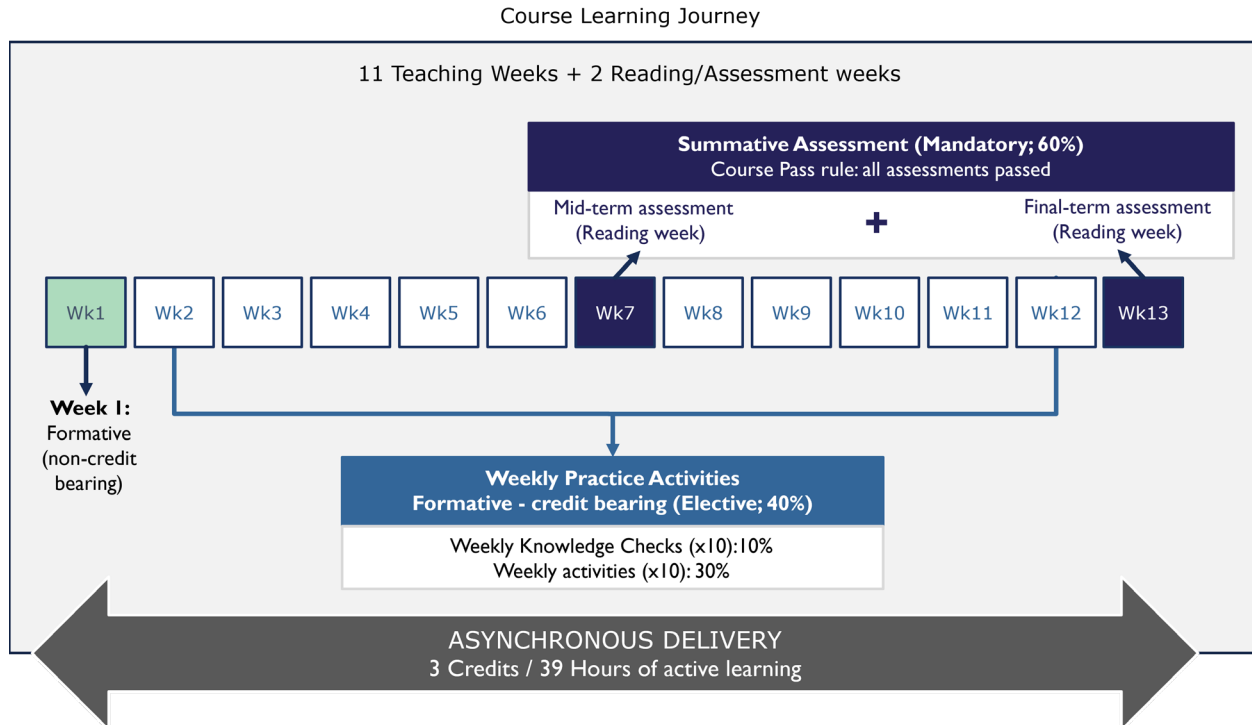 Course Learning Journey
11 Teaching Weeks + 2 Reading/Assessment weeks
Summative Assessment (Mandatory; 60%)
Course Pass rule: all assessments passed
Mid-term assessment
(Reading week)
+
Final-term assessment
(Reading week)
Wk1 Wk2 Wk3 Wk4 Wk5 Wk6 Wk7 Wk8 Wk9 Wk10 Wk11 Wk12 Wk13
Week 1:
Formative
(non-credit
bearing)
Weekly Practice Activities
Formative - credit bearing (Elective; 40%)
Weekly Knowledge Checks (x10):10%
Weekly activities (x10): 30%
ASYNCHRONOUS DELIVERY
3 Credits / 39 Hours of active learning